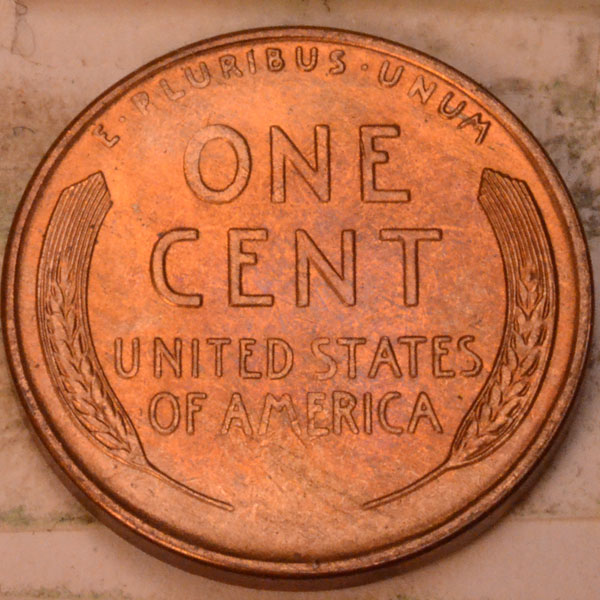 E · PLURIBUS · UNUM
ONE
CENT
UNITED STATES
OF AMERICA